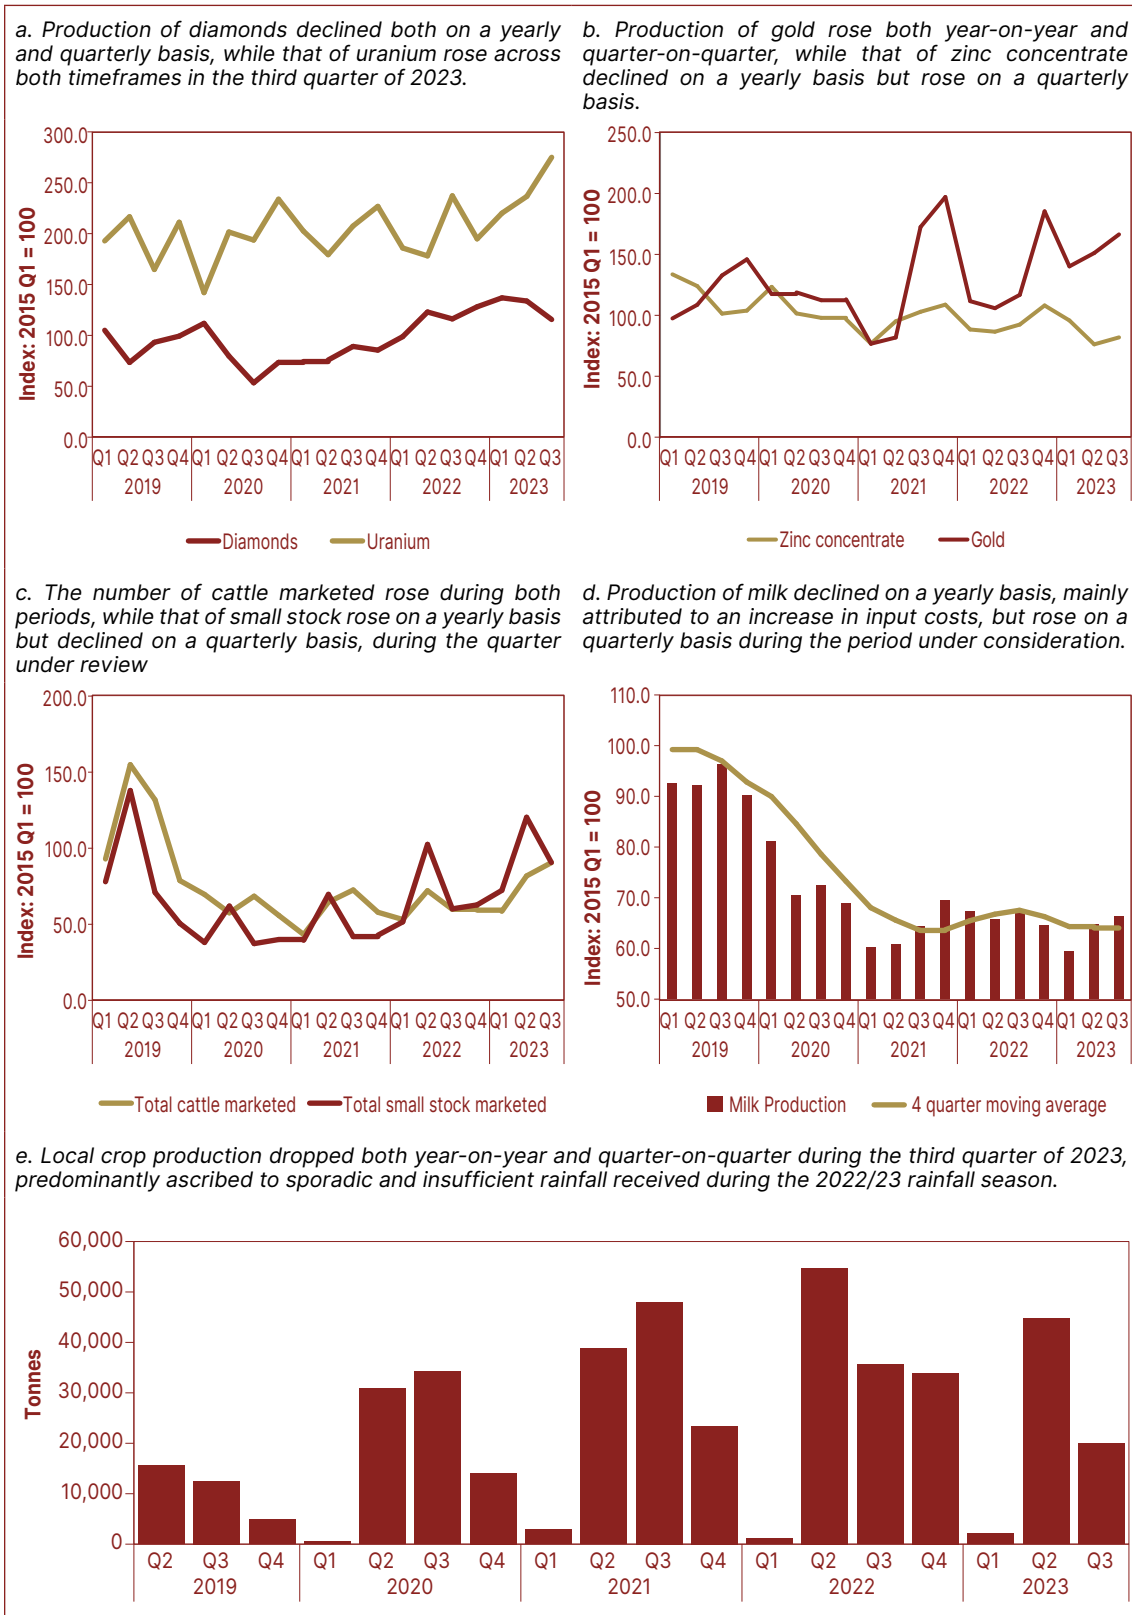 a. Production of diamonds declined both on a yearly
and quarterly basis, while that of uranium rose across
both timeframes in the third quarter of 2023.
300.0
250.0
200.0
150.0
100.0
50.0
0.0
Index: 2015 Q1 = 100
Q1 Q2 Q3 Q4 Q1 Q2 Q3 Q4 Q1 Q2 Q3 Q4 Q1 Q2 Q3 Q4 Q1 Q2 Q3
2019 2020 2021 2022 2023
Diamonds Uranium
b. Production of gold rose both year-on-year and
quarter-on-quarter, while that of zinc concentrate
declined on a yearly basis but rose on a quarterly
basis.
250.0
200.0
150.0
100.0
50.0
0.0
Index: 2015 Q1 = 100
Q1 Q2 Q3 Q4 Q1 Q2 Q3 Q4 Q1 Q2 Q3 Q4 Q1 Q2 Q3 Q4 Q1 Q2 Q3
2019 2020 2021 2022 2023
Zinc concentrate Gold
c. The number of cattle marketed rose during both
periods, while that of small stock rose on a yearly basis
but declined on a quarterly basis, during the quarter
under review
200.0
150.0
100.0
50.0
0.0
Index: 2015 Q1 = 100
Q1 Q2 Q3 Q4 Q1 Q2 Q3 Q4 Q1 Q2 Q3 Q4 Q1 Q2 Q3 Q4 Q1 Q2 Q3
2019 2020 2021 2022 2023
Total cattle marketed Total small stock marketed
d. Production of milk declined on a yearly basis, mainly
attributed to an increase in input costs, but rose on a
quarterly basis during the period under consideration.
110.0
100.0
90.0
80.0
70.0
60.0
50.0
Index: 2015 Q1 = 100
Q1 Q2 Q3 Q4 Q1 Q2 Q3 Q4 Q1 Q2 Q3 Q4 Q1 Q2 Q3 Q4 Q1 Q2 Q3
2019 2020 2021 2022 2023
Milk Production 4 quarter moving average
e. Local crop production dropped both year-on-year and quarter-on-quarter during the third quarter of 2023,
predominantly ascribed to sporadic and insufficient rainfall received during the 2022/23 rainfall season.
60,000
50,000
40,000
30,000
20,000
10,000
0
Tonnes
Q2 Q3 Q4 Q1 Q2 Q3 Q4 Q1 Q2 Q3 Q4 Q1 Q2 Q3 Q4 Q1 Q2 Q3
2019 2020 2021 2022 2023